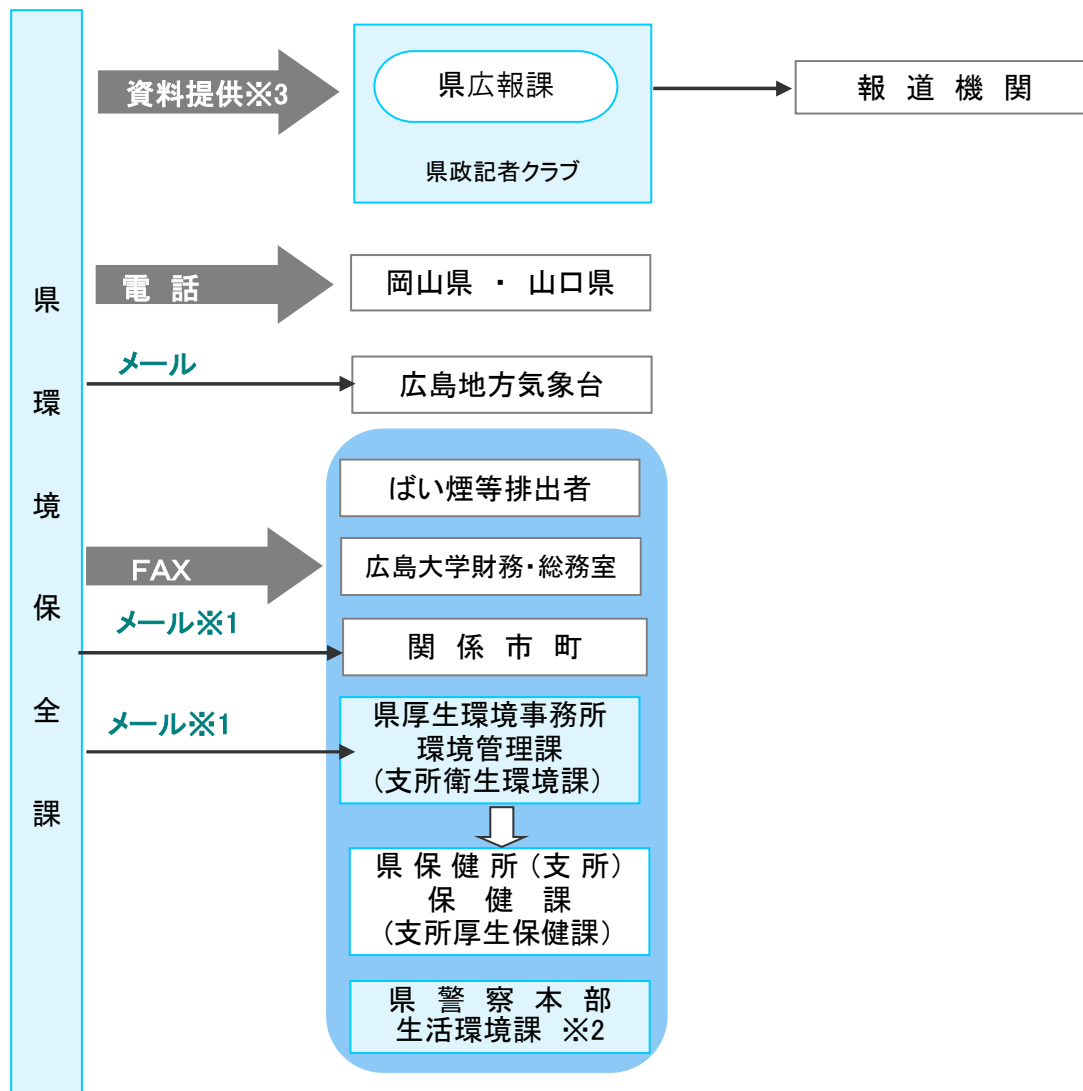 県環境保全課
資料提供※3
県広報課
県政記者クラブ
報道機関
電話
岡山県・山口県
メール
広島地方気象台
ばい煙等排出者
FAX
広島大学財務・総務室
メール※1
関係市町
メール※1
県厚生環境事務所
環境管理課
(支所衛生環境課)
県保健所(支所)
保健課
(支所厚生保健課)
県警察本部
生活環境課 ※2